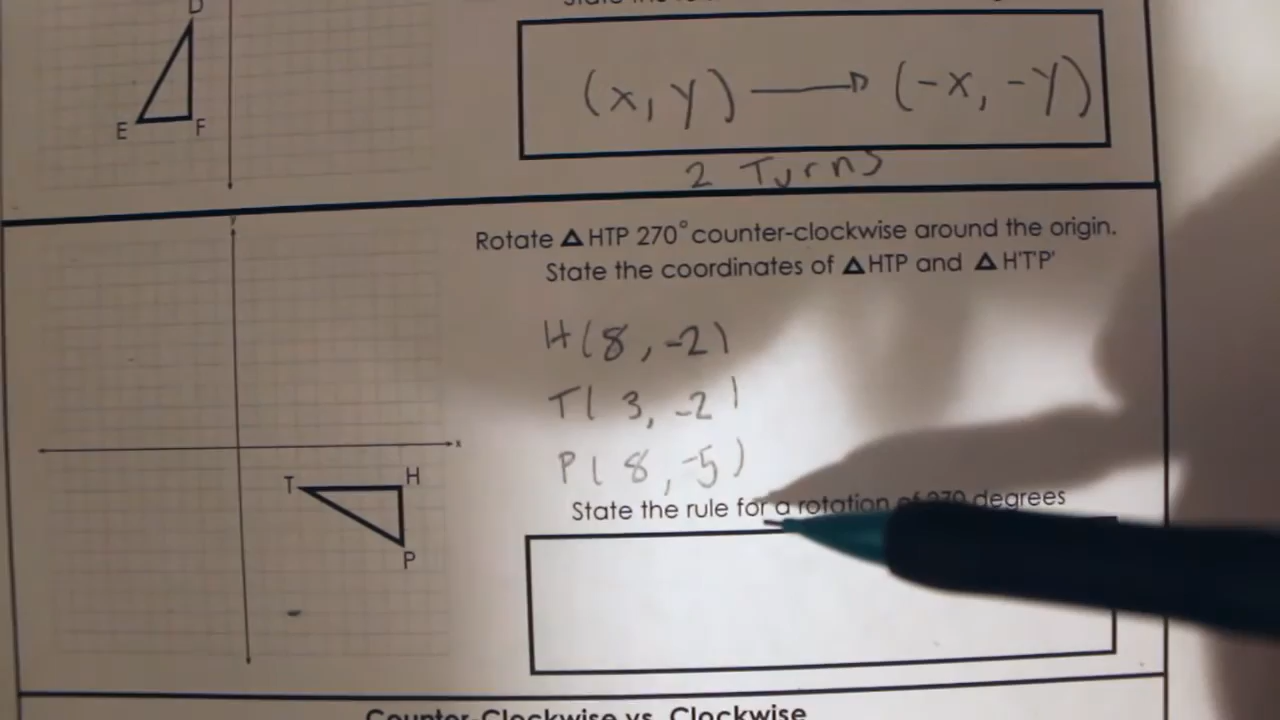 D
E F
(x, y) → (-x, -y)
2 Turns
y
Rotate △ HTP 270° counter-clockwise around the origin.
State the coordinates of △ HTP and △ H'T'P'
H(8, -2)
T( 3, -2)
P( 8, -5)
x
T H
P
State the rule for a rotation of 270 degrees
Counter-Clockwise vs. Clockwise